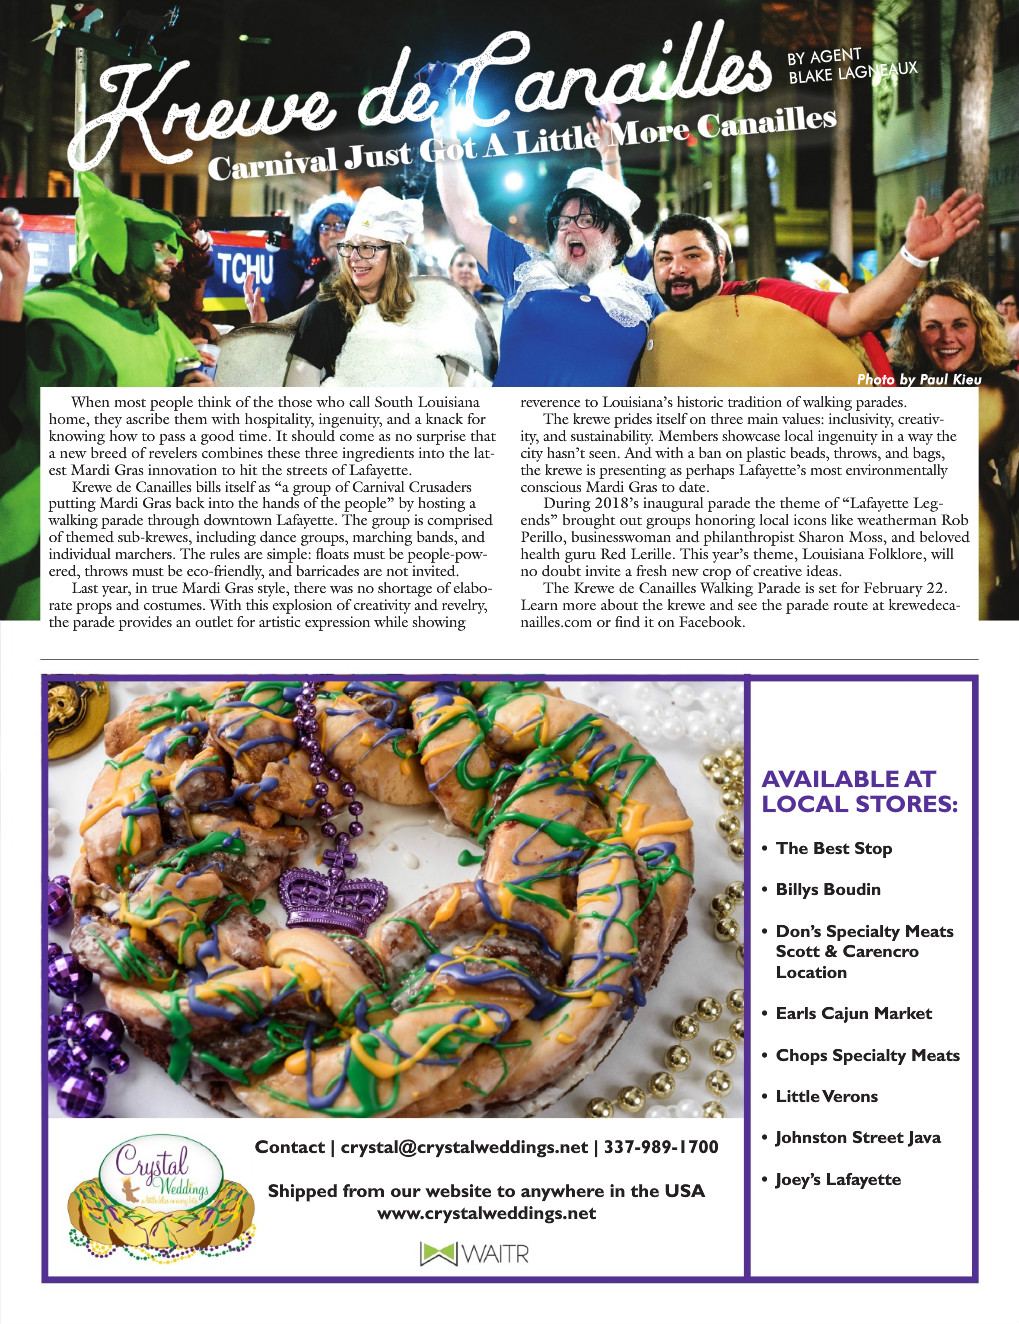 Krewe de Canailles
BY AGENT
BLAKE LAGNEAUX
Carnival Just Got A Little More Canailles
TCHU
Photo by Paul Kieu
When most people think of the those who call South Louisiana
home, they ascribe them with hospitality, ingenuity, and a knack for
knowing how to pass a good time. It should come as no surprise that
a new breed of revelers combines these three ingredients into the lat-
est Mardi Gras innovation to hit the streets of Lafayette.
Krewe de Canailles bills itself as “a group of Carnival Crusaders
putting Mardi Gras back into the hands of the people” by hosting a
walking parade through downtown Lafayette. The group is comprised
of themed sub-krewes, including dance groups, marching bands, and
individual marchers. The rules are simple: floats must be people-pow-
ered, throws must be eco-friendly, and barricades are not invited.
Last year, in true Mardi Gras style, there was no shortage of elabo-
rate props and costumes. With this explosion of creativity and revelry,
the parade provides an outlet for artistic expression while showing
reverence to Louisiana’s historic tradition of walking parades.
The krewe prides itself on three main values: inclusivity, creativ-
ity, and sustainability. Members showcase local ingenuity in a way the
city hasn’t seen. And with a ban on plastic beads, throws, and bags,
the krewe is presenting as perhaps Lafayette’s most environmentally
conscious Mardi Gras to date.
During 2018’s inaugural parade the theme of “Lafayette Leg-
ends” brought out groups honoring local icons like weatherman Rob
Perillo, businesswoman and philanthropist Sharon Moss, and beloved
health guru Red Lerille. This year’s theme, Louisiana Folklore, will
no doubt invite a fresh new crop of creative ideas.
The Krewe de Canailles Walking Parade is set for February 22.
Learn more about the krewe and see the parade route at krewedeca-
nailles.com or find it on Facebook.
AVAILABLE AT
LOCAL STORES:
• The Best Stop
• Billys Boudin
• Don’s Specialty Meats
Scott & Carencro
Location
• Earls Cajun Market
• Chops Specialty Meats
• Little Verons
• Johnston Street Java
• Joey’s Lafayette
Crystal
Weddings
a little bliss in every bite
Contact | crystal@crystalweddings.net | 337-989-1700
Shipped from our website to anywhere in the USA
www.crystalweddings.net
WAITR